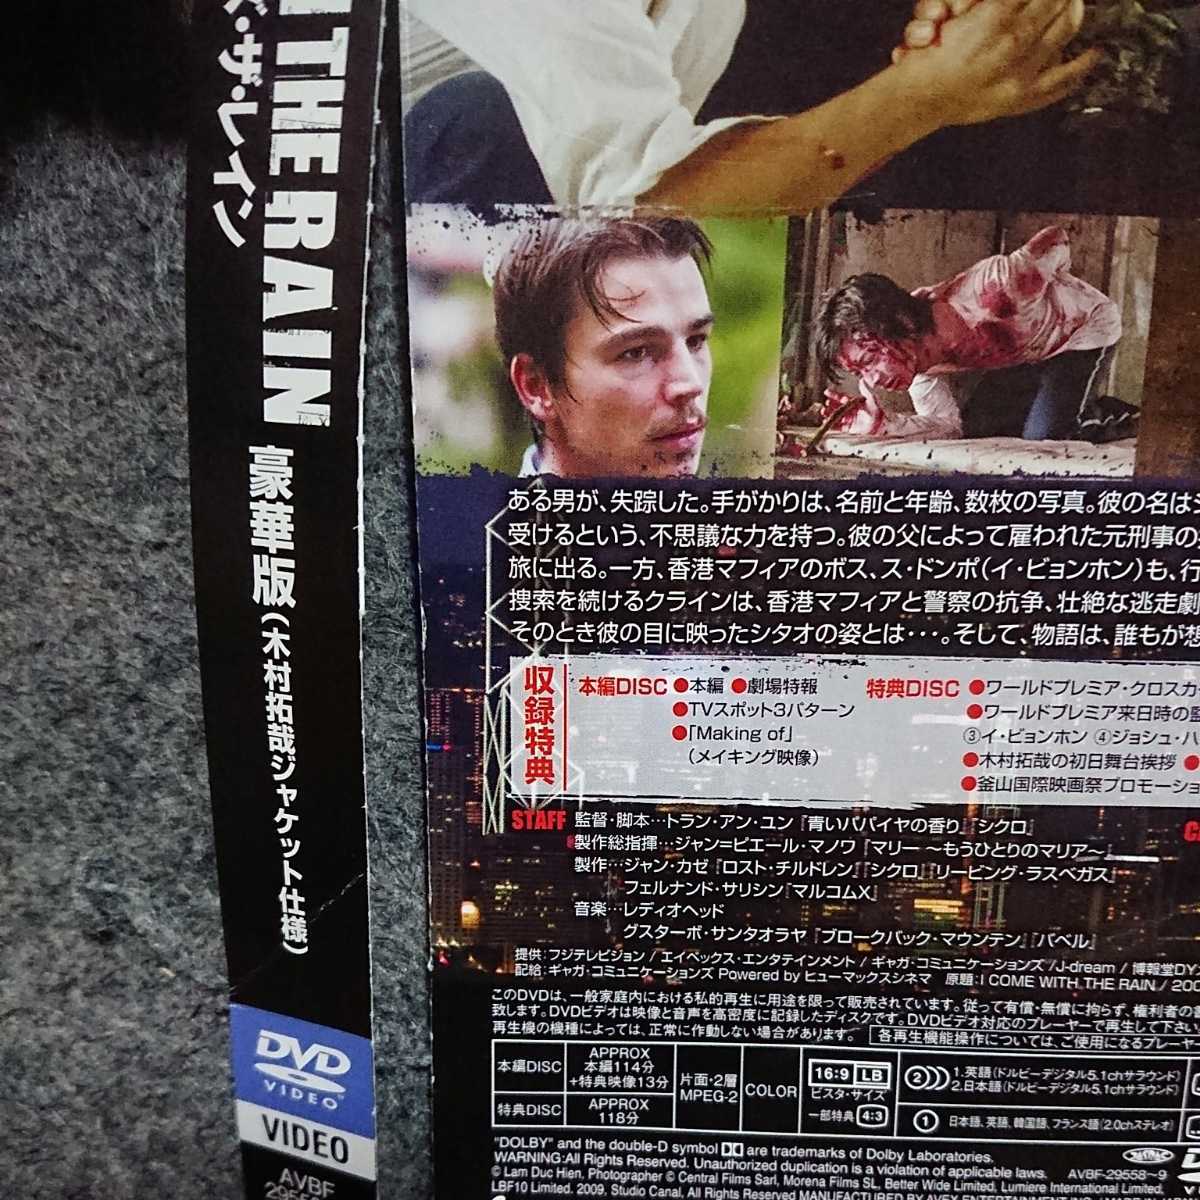 THE RAIN
ズ・ザ・レイン
豪華版(木村拓哉ジャケット仕様)
DVD
VIDEO
VIDEO
AVBF
ある男が、失踪した。手がかりは、名前と年齢、数枚の写真。彼の名は
受けるという、不思議な力を持つ。彼の父によって雇われた元刑事の
旅に出る。一方、香港マフィアのボス、ス・ドンポ(イ・ビョンホン)も、行
捜索を続けるクラインは、香港マフィアと警察の抗争、壮絶な逃走劇
そのとき彼の目に映ったシタオの姿とは・・・。そして、物語は、誰もが想
収録特典
本編DISC ●本編 ●劇場特報
●TVスポット3パターン
●「Making of」
(メイキング映像)
特典DISC ●ワールドプレミア・クロスカ
●ワールドプレミア来日時の
③イ・ビョンホン ④ジョシュ・ハ
●木村拓哉の初日舞台挨拶 ●
●釜山国際映画祭プロモーショ
STAFF 監督・脚本…トラン・アン・ユン『青いパパイヤの香り』『シクロ』
製作総指揮…ジャン=ピエール・マノワ『マリー 〜もうひとりのマリア〜』
製作…ジャン・カゼ『ロスト・チルドレン』『シクロ』『リービング・ラスベガス』
フェルナンド・サリシン『マルコムX』
音楽…レディオヘッド
グスターボ・サンタオラヤ『ブロークバック・マウンテン』『バベル』
提供:フジテレビジョン / エイベックス・エンタテインメント / ギャガ・コミュニケーションズ / J-dream / 博報堂DY
配給:ギャガ・コミュニケーションズ Powered by ヒューマックスシネマ 原題:I COME WITH THE RAIN / 200
このDVDは、一般家庭内における私的再生に用途を限って販売されています。従って有償・無償に拘らず、権利者の
致します。DVDビデオは映像と音声を高密度に記録したディスクです。DVDビデオ対応のプレーヤーで再生して下さい
再生機の機種によっては、正常に作動しない場合があります。 各再生機能操作については、ご使用になるプレーヤー
本編DISC APPROX 本編114分 +特典映像13分
特典DISC APPROX 118分
片面・2層 MPEG-2
COLOR
16:9 LB
ビスタ・サイズ
一部特典 4:3
② 1.英語(ドルビーデジタル5.1chサラウンド)
2.日本語(ドルビーデジタル5.1chサラウンド)
① 日本語、英語、韓国語、フランス語(2.0chステレオ)
"DOLBY" and the double-D symbol are trademarks of Dolby Laboratories.
WARNING:All Rights Reserved. Unauthorized duplication is a violation of applicable laws. AVBF-29558〜9
© Lam Duc Hien, Photographer © Central Films Sarl, Morena Films SL, Better Wide Limited, Lumiere International Limited,
LBF10 Limited. 2009, Studio Canal, All Rights Reserved MANUFACTURED BY AVEX ENTERTAINMENT INC.